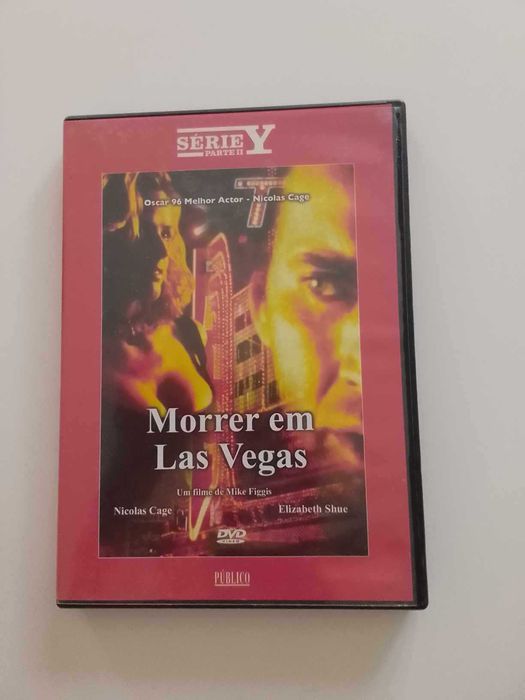 SÉRIE Y
PARTE II
Oscar 96 Melhor Actor - Nicolas Cage
T
Morrer em
Las Vegas
Um filme de Mike Figgis
Nicolas Cage
Elizabeth Shue
DVD
VIDEO
PÚBLICO